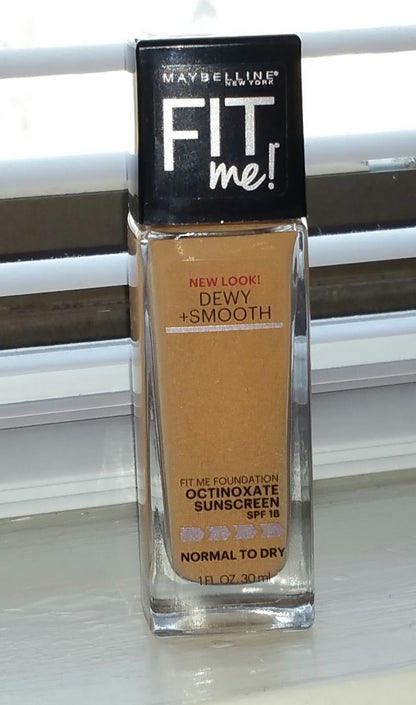 MAYBELLINE®
NEW YORK
FIT
me!
NEW LOOK!
DEWY
+SMOOTH
FIT ME FOUNDATION
OCTINOXATE
SUNSCREEN
SPF 18
NORMAL TO DRY
1 FL. OZ. 30 ml